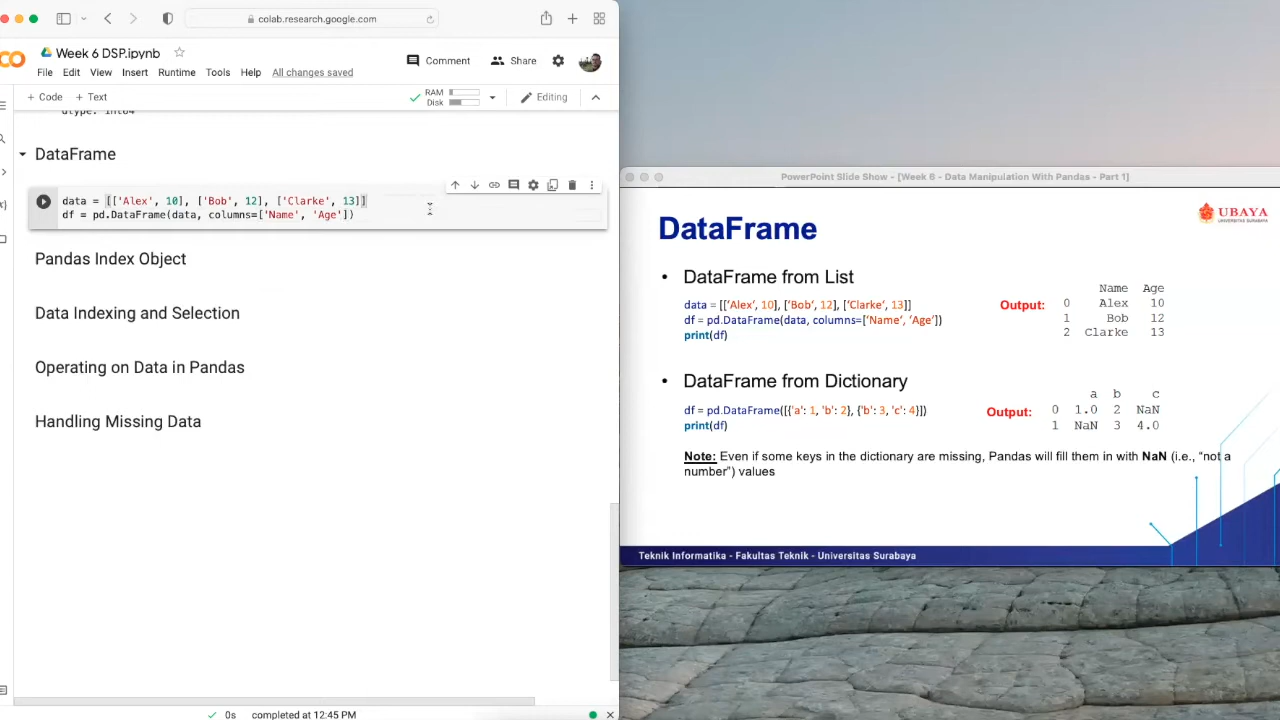 colab.research.google.com
Week 6 DSP.ipynb
Comment
Share
File Edit View Insert Runtime Tools Help All changes saved
+ Code + Text
RAM
Disk
Editing
dtype: int64
DataFrame
data = [['Alex', 10], ['Bob', 12], ['Clarke', 13]]
df = pd.DataFrame(data, columns=['Name', 'Age'])
Pandas Index Object
Data Indexing and Selection
Operating on Data in Pandas
Handling Missing Data
0s completed at 12:45 PM
PowerPoint Slide Show - [Week 6 - Data Manipulation With Pandas - Part 1]
UBAYA
UNIVERSITAS SURABAYA
DataFrame
• DataFrame from List
data = [['Alex', 10], ['Bob', 12], ['Clarke', 13]]
df = pd.DataFrame(data, columns=['Name', 'Age'])
print(df)
Output:
Name Age
0 Alex 10
1 Bob 12
2 Clarke 13
• DataFrame from Dictionary
df = pd.DataFrame([{'a': 1, 'b': 2}, {'b': 3, 'c': 4}])
print(df)
Output:
a b c
0 1.0 2 NaN
1 NaN 3 4.0
Note: Even if some keys in the dictionary are missing, Pandas will fill them in with NaN (i.e., “not a
number”) values
Teknik Informatika - Fakultas Teknik - Universitas Surabaya